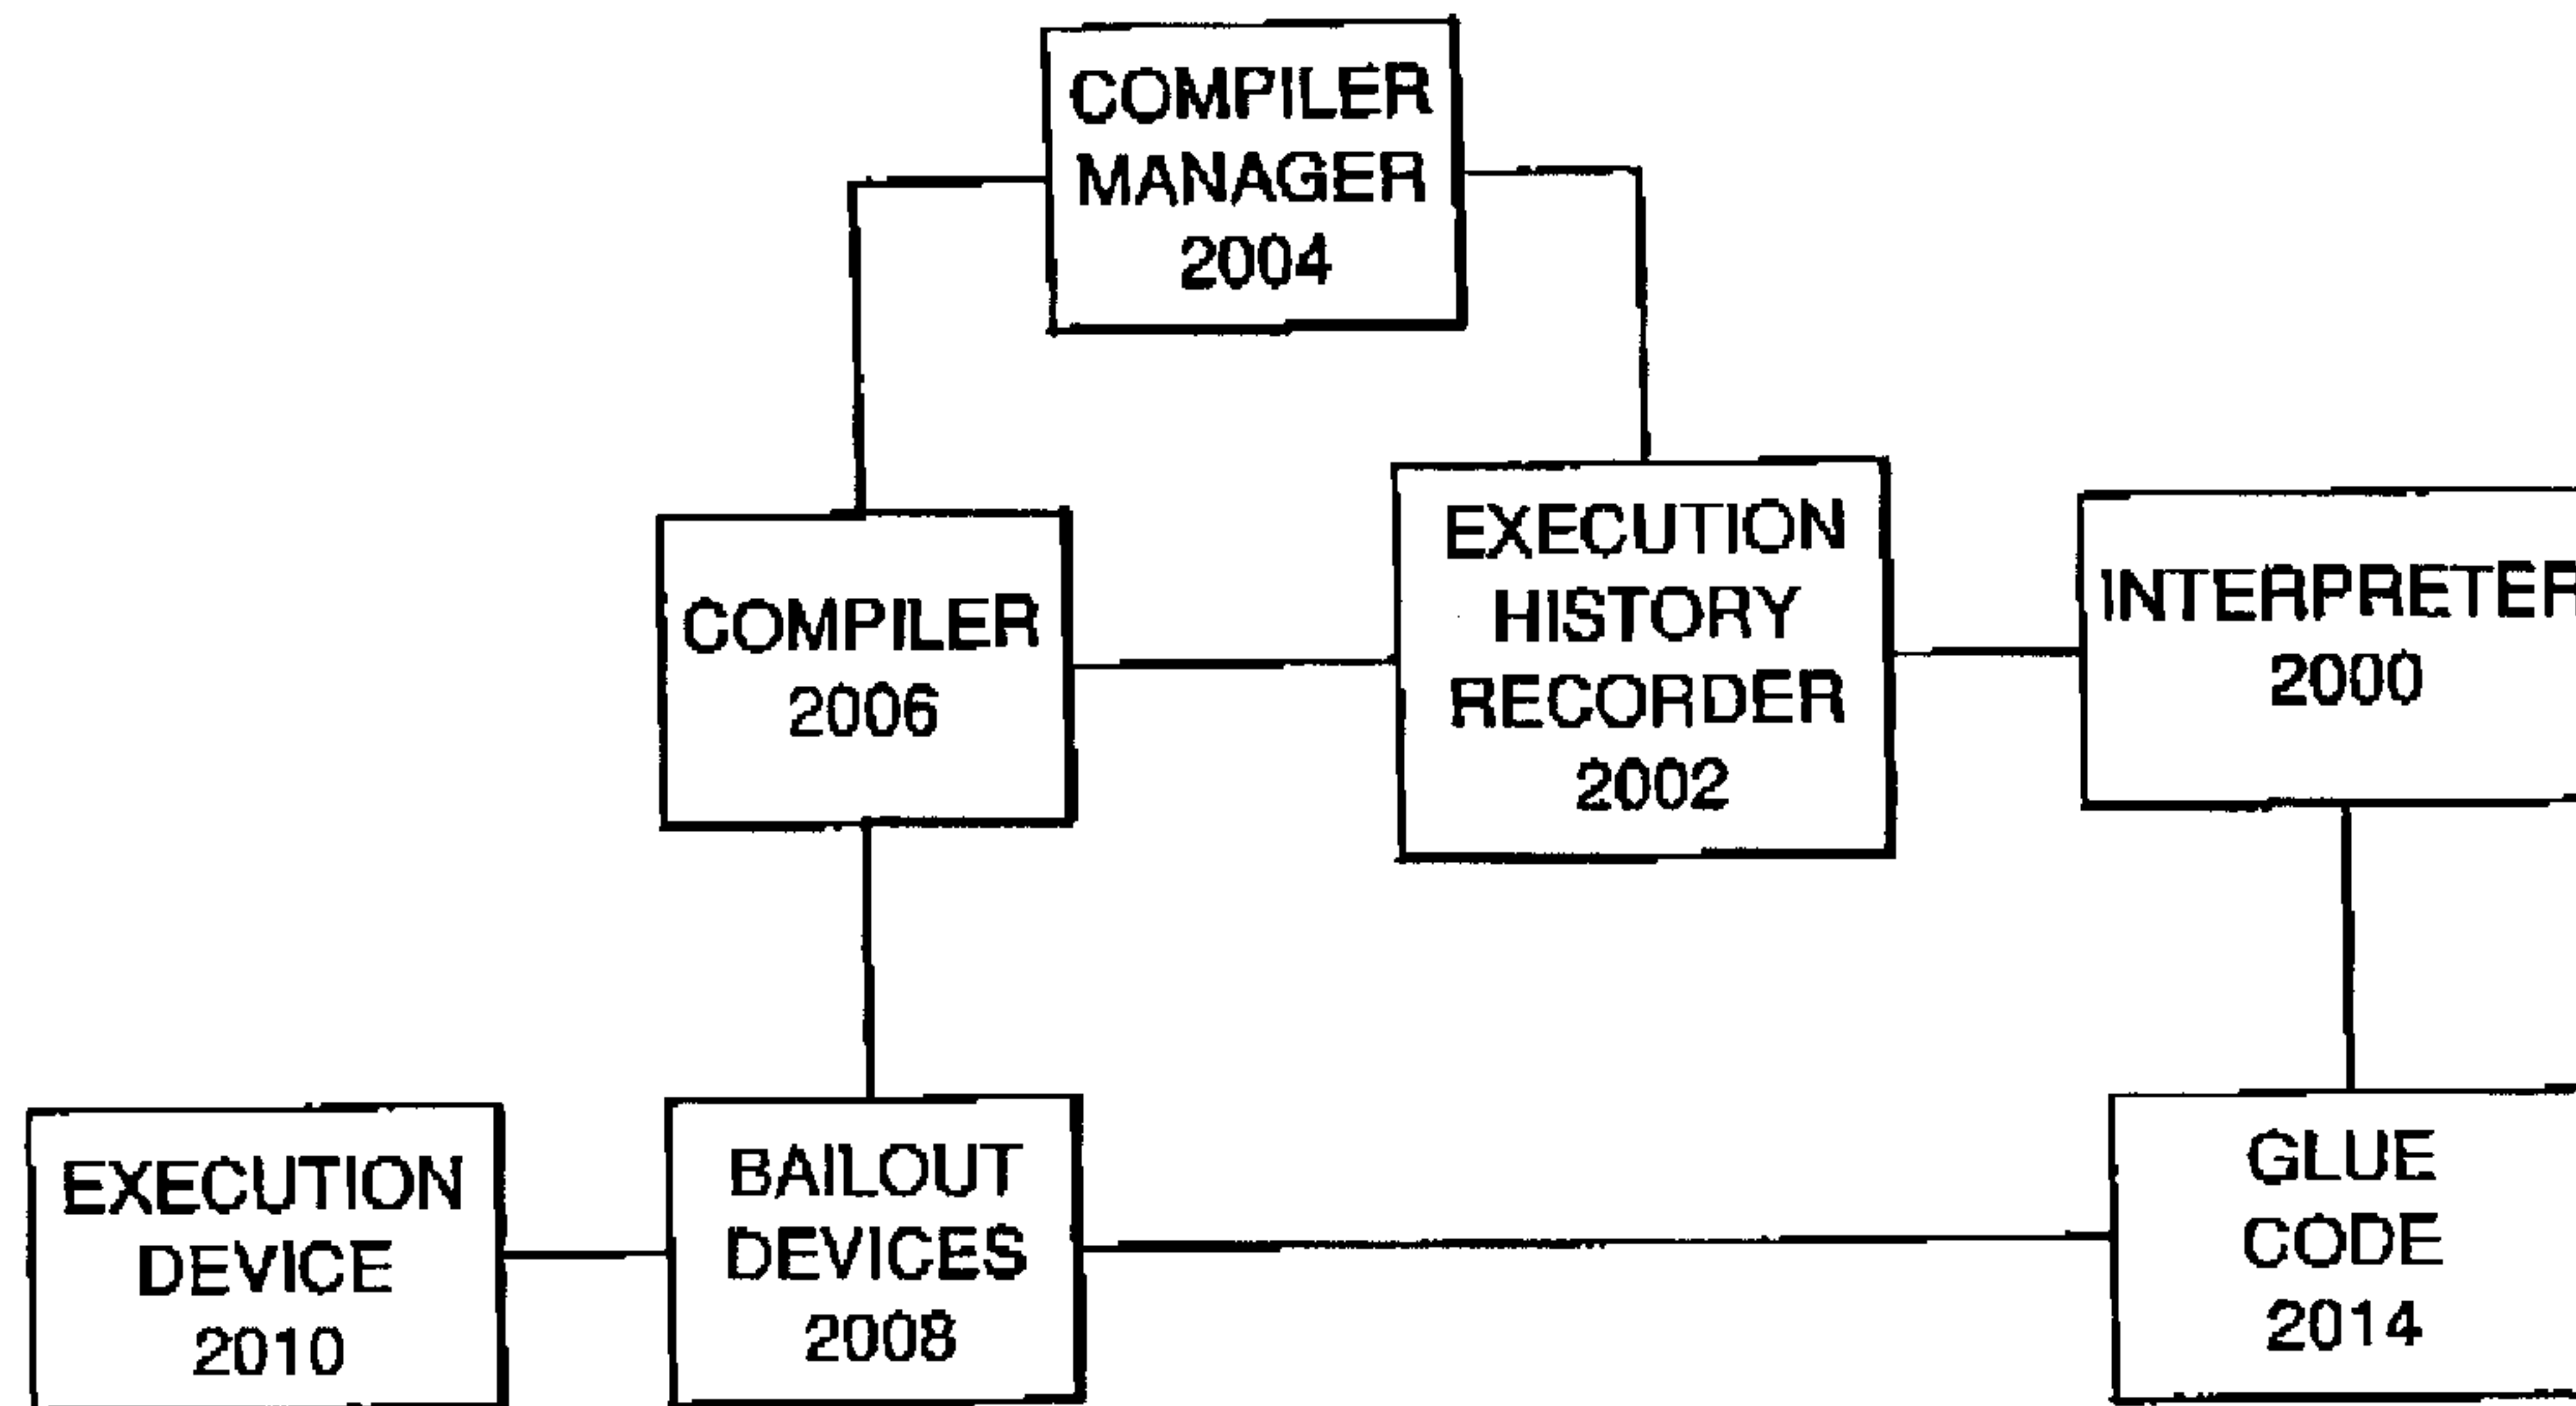 COMPILER
MANAGER
2004
COMPILER
2006
EXECUTION
HISTORY
RECORDER
2002
INTERPRETER
2000
EXECUTION
DEVICE
2010
BAILOUT
DEVICES
2008
GLUE
CODE
2014